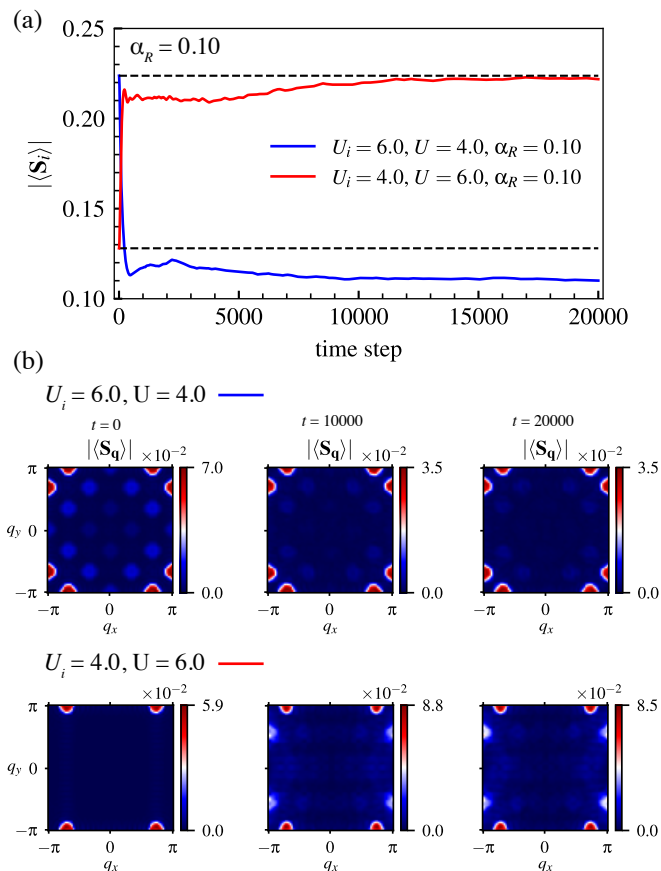 (a)
0.25
α_R = 0.10
0.20
|⟨S_i⟩|
U_i = 6.0, U = 4.0, α_R = 0.10
U_i = 4.0, U = 6.0, α_R = 0.10
0.15
0.10
0 5000 10000 15000 20000
time step
(b)
U_i = 6.0, U = 4.0
t = 0 t = 10000 t = 20000
|⟨S_q⟩| ×10⁻² |⟨S_q⟩| ×10⁻² |⟨S_q⟩| ×10⁻²
π 7.0 3.5 3.5
q_y 0
−π 0.0 0.0 0.0
−π 0 π −π 0 π −π 0 π
q_x q_x q_x
U_i = 4.0, U = 6.0
×10⁻² ×10⁻² ×10⁻²
π 5.9 8.8 8.5
q_y 0
−π 0.0 0.0 0.0
−π 0 π −π 0 π −π 0 π
q_x q_x q_x